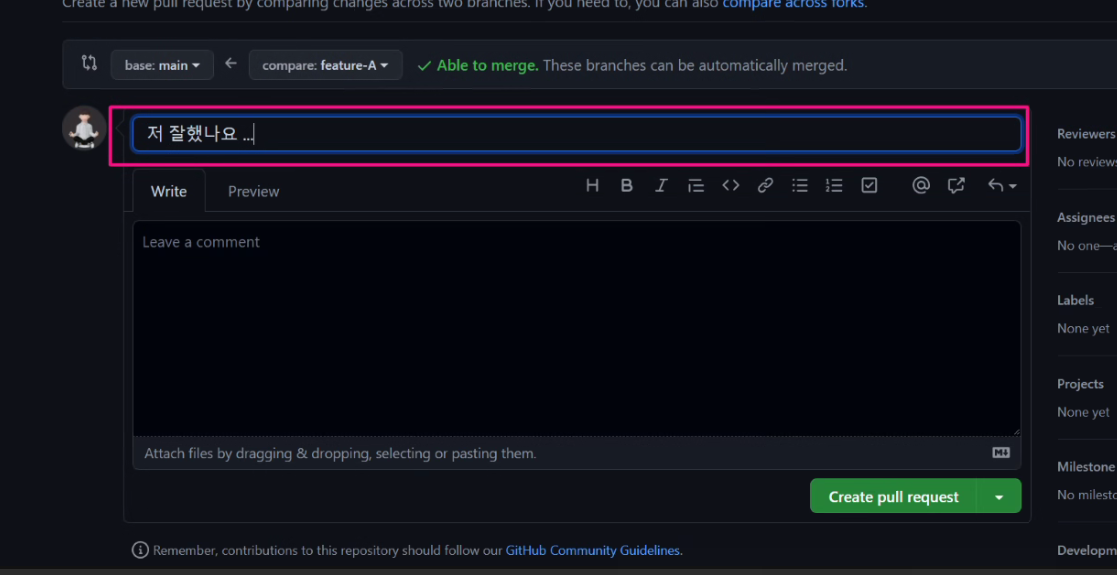 Create a new pull request by comparing changes across two branches. If you need to, you can also compare across forks.
base: main ← compare: feature-A ✓ Able to merge. These branches can be automatically merged.
저 잘했나요 ...
Reviewers
No reviews
Write Preview
Assignees
No one—
Leave a comment
Labels
None yet
Projects
None yet
Attach files by dragging & dropping, selecting or pasting them.
Milestone
No milesto
Create pull request
Remember, contributions to this repository should follow our GitHub Community Guidelines.
Developm